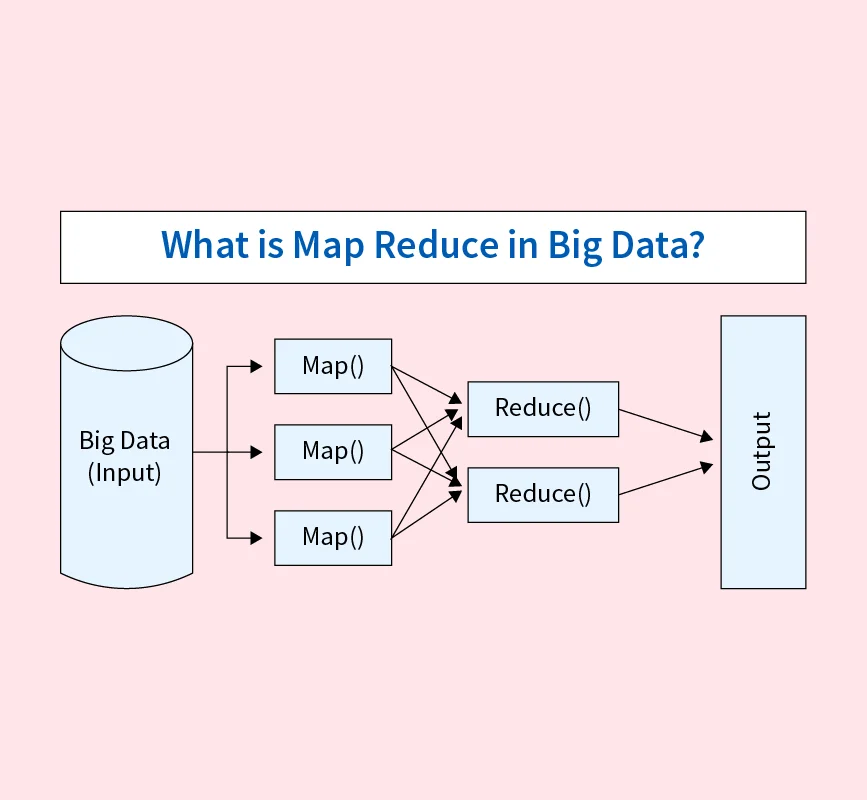 What is Map Reduce in Big Data?
Big Data
(Input)
Map()
Map()
Map()
Reduce()
Reduce()
Output